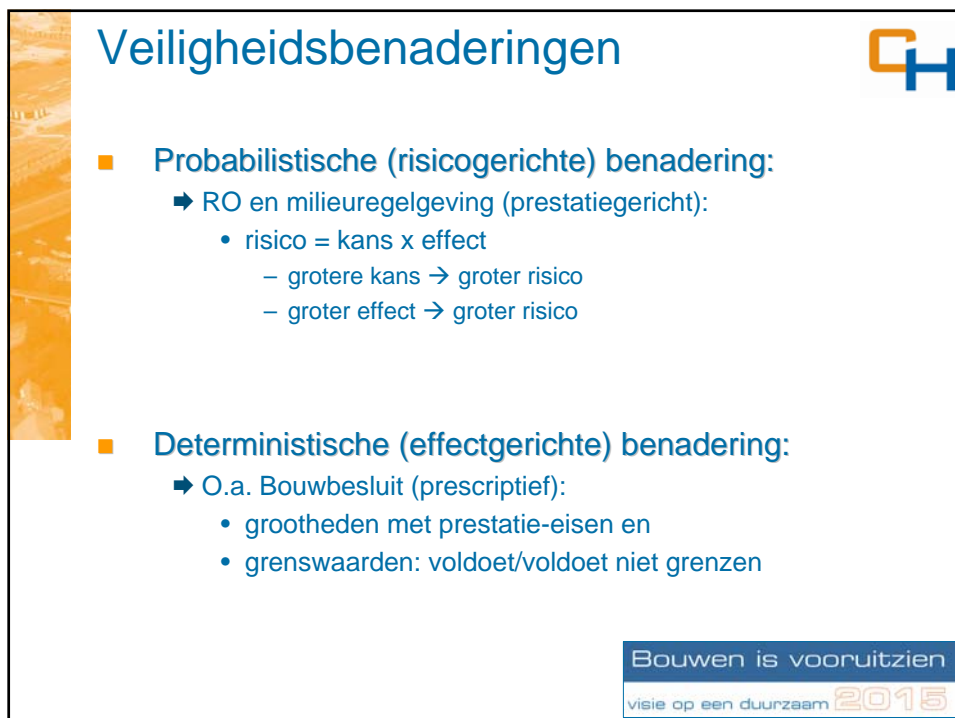 Veiligheidsbenaderingen
CH
■ Probabilistische (risicogerichte) benadering:
➡ RO en milieuregelgeving (prestatiegericht):
• risico = kans x effect
– grotere kans → groter risico
– groter effect → groter risico
■ Deterministische (effectgerichte) benadering:
➡ O.a. Bouwbesluit (prescriptief):
• grootheden met prestatie-eisen en
• grenswaarden: voldoet/voldoet niet grenzen
Bouwen is vooruitzien
visie op een duurzaam 2015